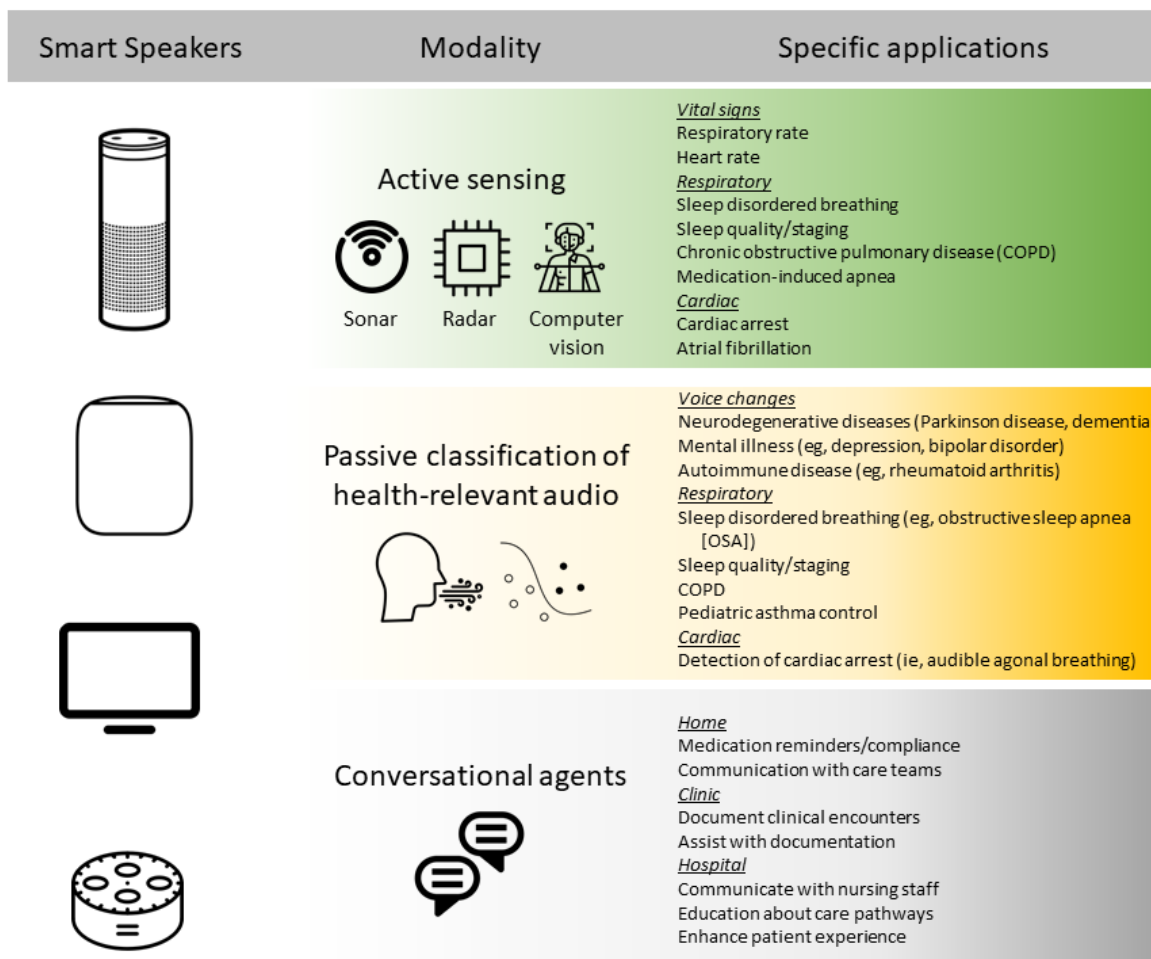 Smart Speakers
Modality
Specific applications
Active sensing
Sonar
Radar
Computer
vision
Vital signs
Respiratory rate
Heart rate
Respiratory
Sleep disordered breathing
Sleep quality/staging
Chronic obstructive pulmonary disease (COPD)
Medication-induced apnea
Cardiac
Cardiac arrest
Atrial fibrillation
Passive classification of
health-relevant audio
Voice changes
Neurodegenerative diseases (Parkinson disease, dementia
Mental illness (eg, depression, bipolar disorder)
Autoimmune disease (eg, rheumatoid arthritis)
Respiratory
Sleep disordered breathing (eg, obstructive sleep apnea
[OSA])
Sleep quality/staging
COPD
Pediatric asthma control
Cardiac
Detection of cardiac arrest (ie, audible agonal breathing)
Conversational agents
Home
Medication reminders/compliance
Communication with care teams
Clinic
Document clinical encounters
Assist with documentation
Hospital
Communicate with nursing staff
Education about care pathways
Enhance patient experience